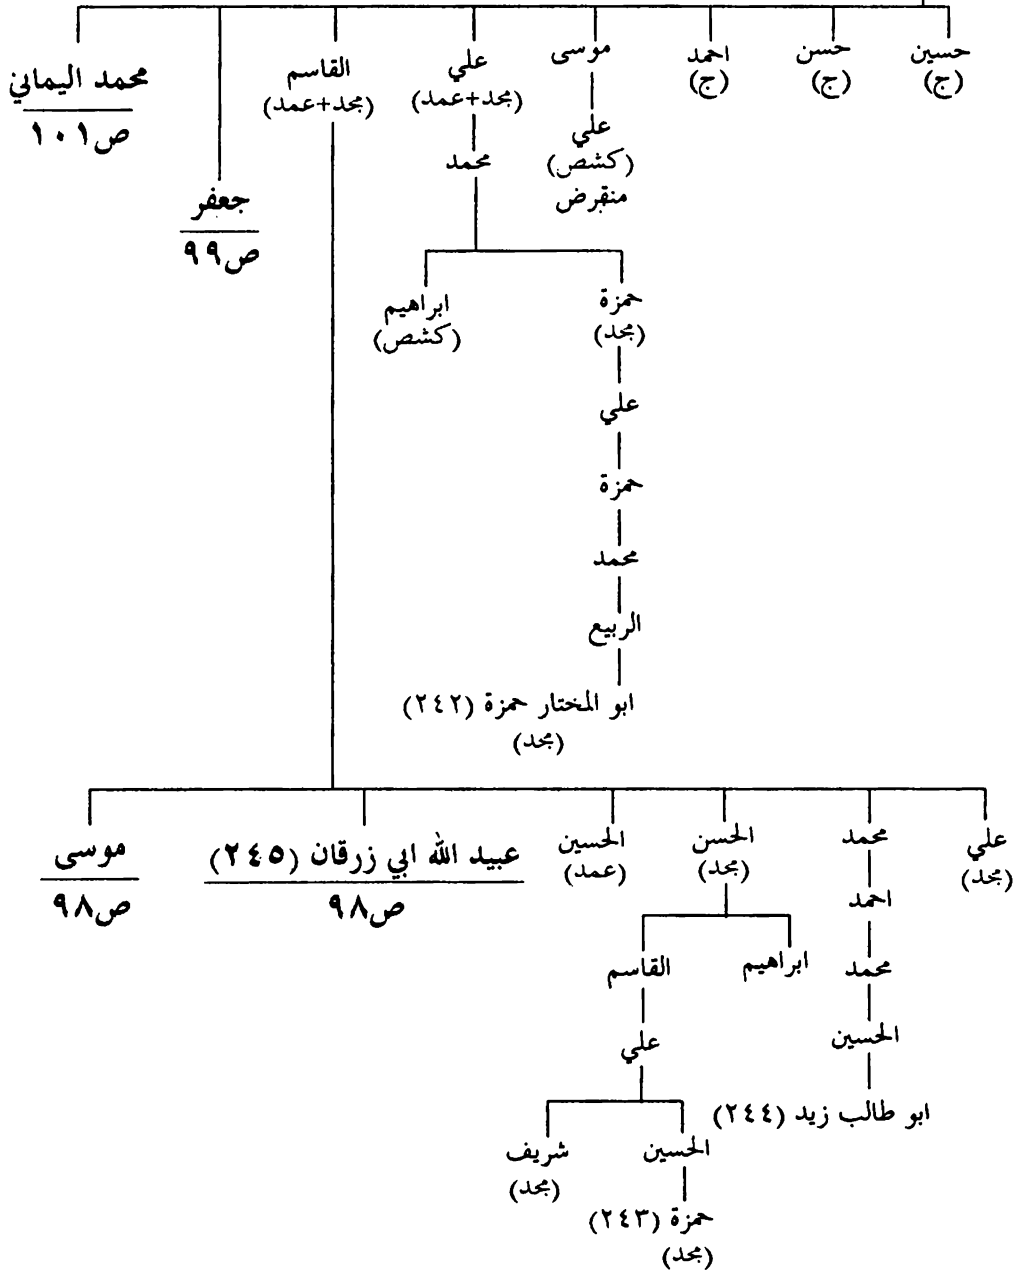 حسين
(ج)
حسن
(ج)
احمد
(ج)
موسى
علي
(كشص)
منقرض
علي
(مجد+عمد)
محمد
القاسم
(مجد+عمد)
جعفر
ص٩٩
محمد اليماني
ص١٠١
حمزة
(مجد)
ابراهيم
(كشص)
علي
حمزة
محمد
الربيع
ابو المختار حمزة (٢٤٢)
(مجد)
علي
(مجد)
محمد
احمد
محمد
الحسين
ابو طالب زيد (٢٤٤)
الحسن
(مجد)
ابراهيم
القاسم
علي
الحسين
حمزة (٢٤٣)
(مجد)
شريف
(مجد)
الحسين
(عمد)
عبيد الله ابي زرقان (٢٤٥)
ص٩٨
موسى
ص٩٨